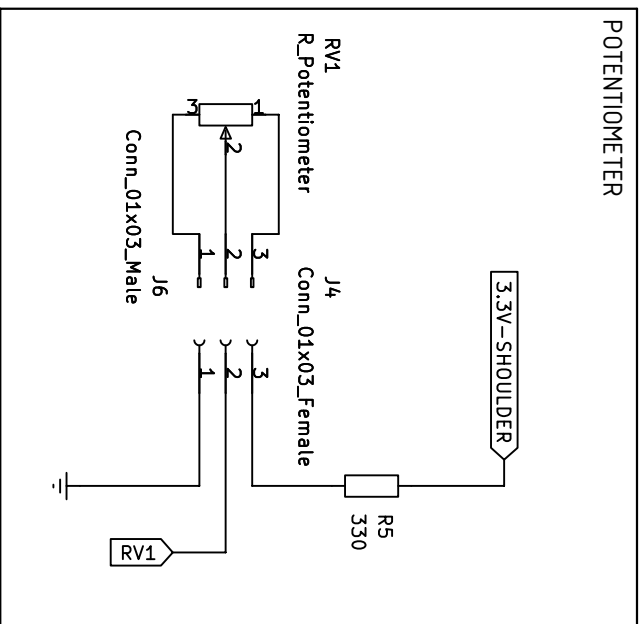 POTENTIOMETER
RV1
R_Potentiometer
3
1
2
Conn_01x03_Male
J6
1
2
3
J4
Conn_01x03_Female
1
2
3
3.3V-SHOULDER
R5
330
RV1